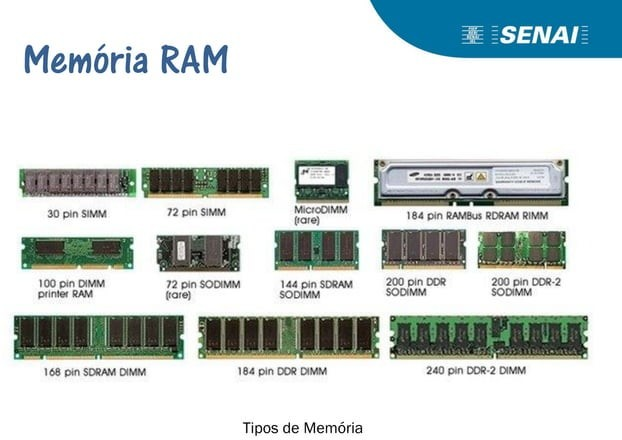 SENAI
Memória RAM
30 pin SIMM
72 pin SIMM
MicroDIMM
(rare)
184 pin RAMBus RDRAM RIMM
100 pin DIMM
printer RAM
72 pin SODIMM
(rare)
144 pin SDRAM
SODIMM
200 pin DDR
SODIMM
200 pin DDR-2
SODIMM
168 pin SDRAM DIMM
184 pin DDR DIMM
240 pin DDR-2 DIMM
Tipos de Memória